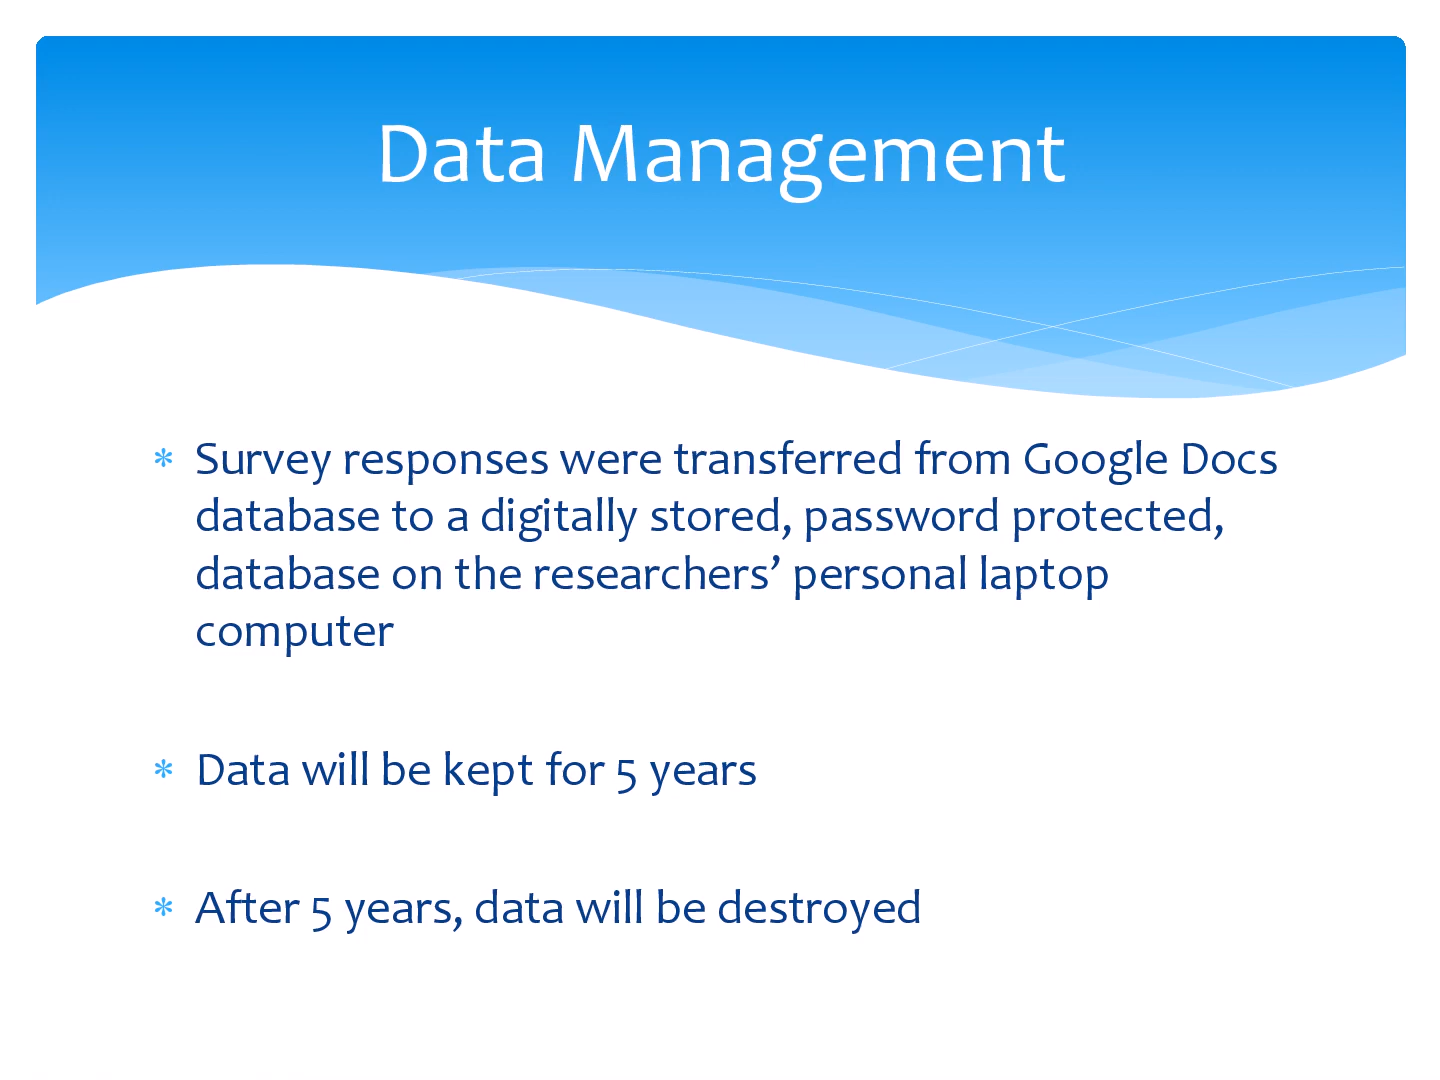 Data Management
* Survey responses were transferred from Google Docs
database to a digitally stored, password protected,
database on the researchers’ personal laptop
computer
* Data will be kept for 5 years
* After 5 years, data will be destroyed